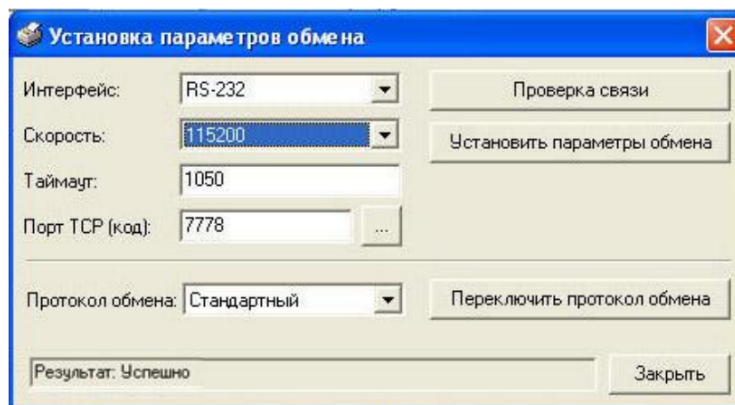 Установка параметров обмена
Интерфейс: RS-232 Проверка связи
Скорость: 115200 Установить параметры обмена
Таймаут: 1050
Порт TCP (код): 7778 ...
Протокол обмена: Стандартный Переключить протокол обмена
Результат: Успешно Закрыть